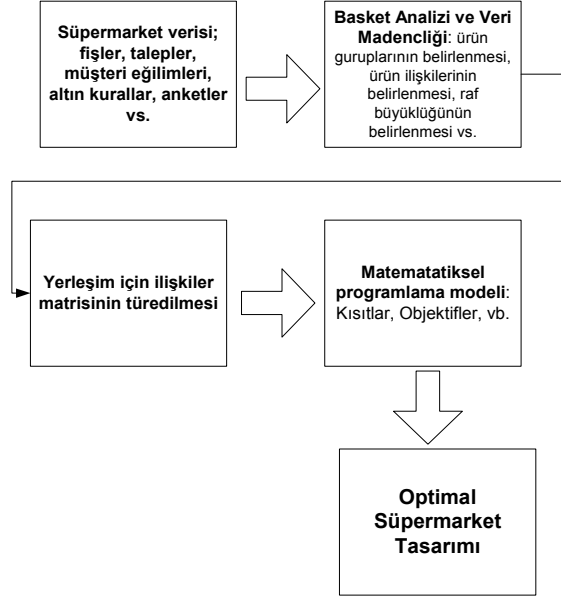 Süpermarket verisi;
fişler, talepler,
müşteri eğilimleri,
altın kurallar, anketler
vs.
Basket Analizi ve Veri
Madenciliği: ürün
guruplarının belirlenmesi,
ürün ilişkilerinin
belirlenmesi, raf
büyüklüğünün
belirlenmesi vs.
Yerleşim için ilişkiler
matrisinin türedilmesi
Matematatiksel
programlama modeli:
Kısıtlar, Objektifler, vb.
Optimal
Süpermarket
Tasarımı